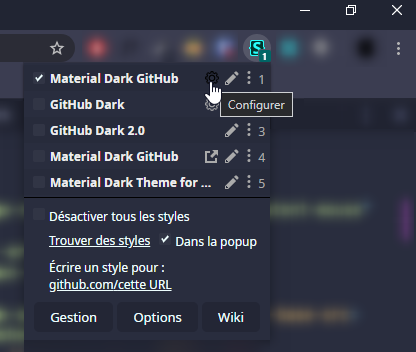 S
1
Material Dark GitHub 1
GitHub Dark
Configurer
GitHub Dark 2.0 3
Material Dark GitHub 4
Material Dark Theme for ... 5
Désactiver tous les styles
Trouver des styles Dans la popup
Écrire un style pour :
github.com/cette URL
Gestion Options Wiki